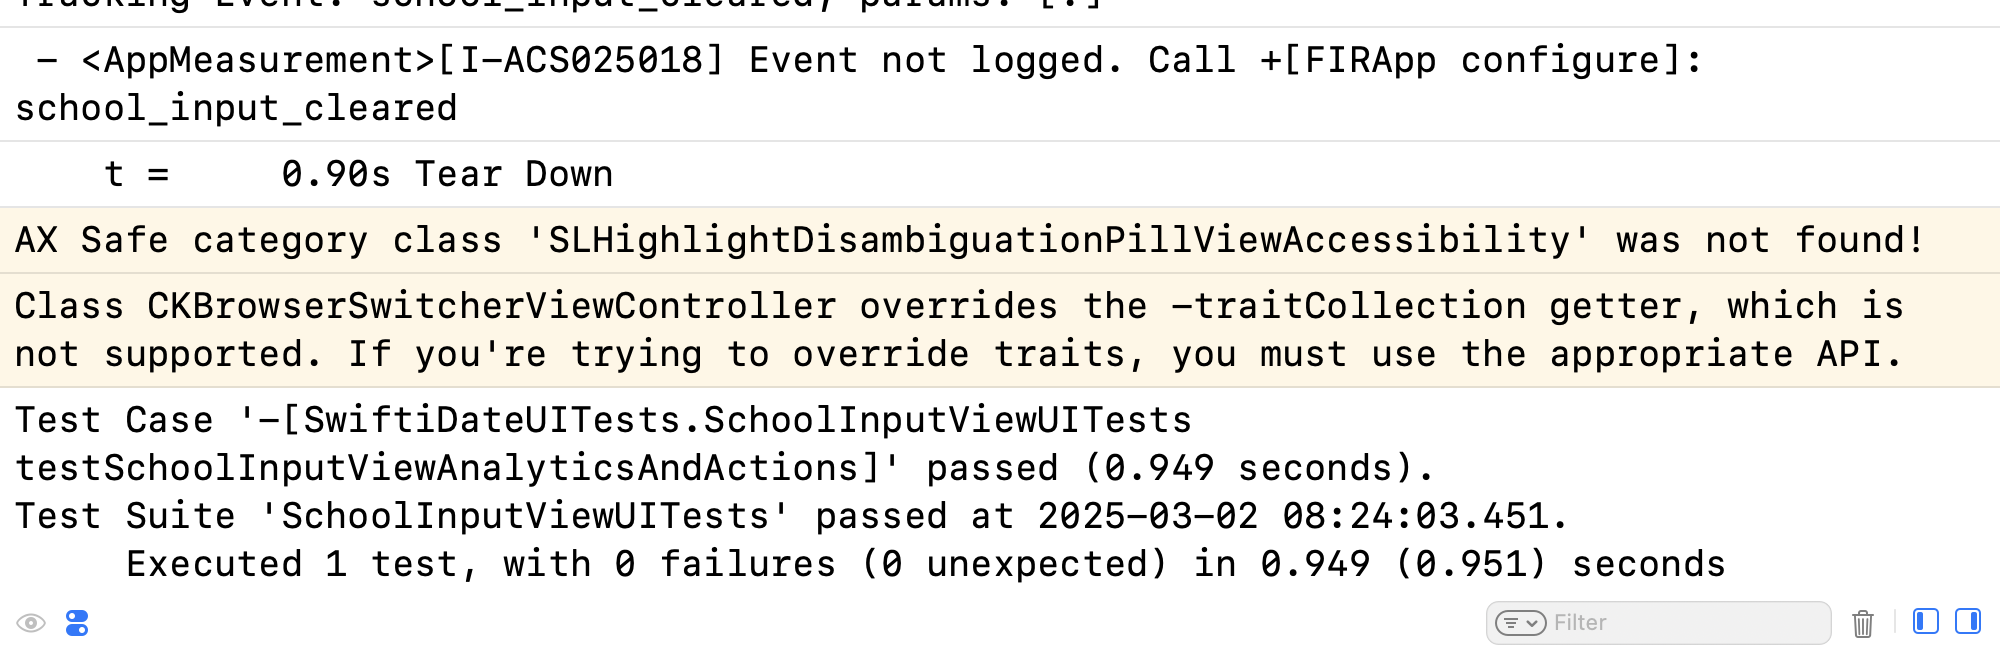 Tracking Event: school_input_cleared, params: [:]
 - <AppMeasurement>[I-ACS025018] Event not logged. Call +[FIRApp configure]:
school_input_cleared
    t =     0.90s Tear Down
AX Safe category class 'SLHighlightDisambiguationPillViewAccessibility' was not found!
Class CKBrowserSwitcherViewController overrides the -traitCollection getter, which is
not supported. If you're trying to override traits, you must use the appropriate API.
Test Case '-[SwiftiDateUITests.SchoolInputViewUITests
testSchoolInputViewAnalyticsAndActions]' passed (0.949 seconds).
Test Suite 'SchoolInputViewUITests' passed at 2025-03-02 08:24:03.451.
     Executed 1 test, with 0 failures (0 unexpected) in 0.949 (0.951) seconds
Filter